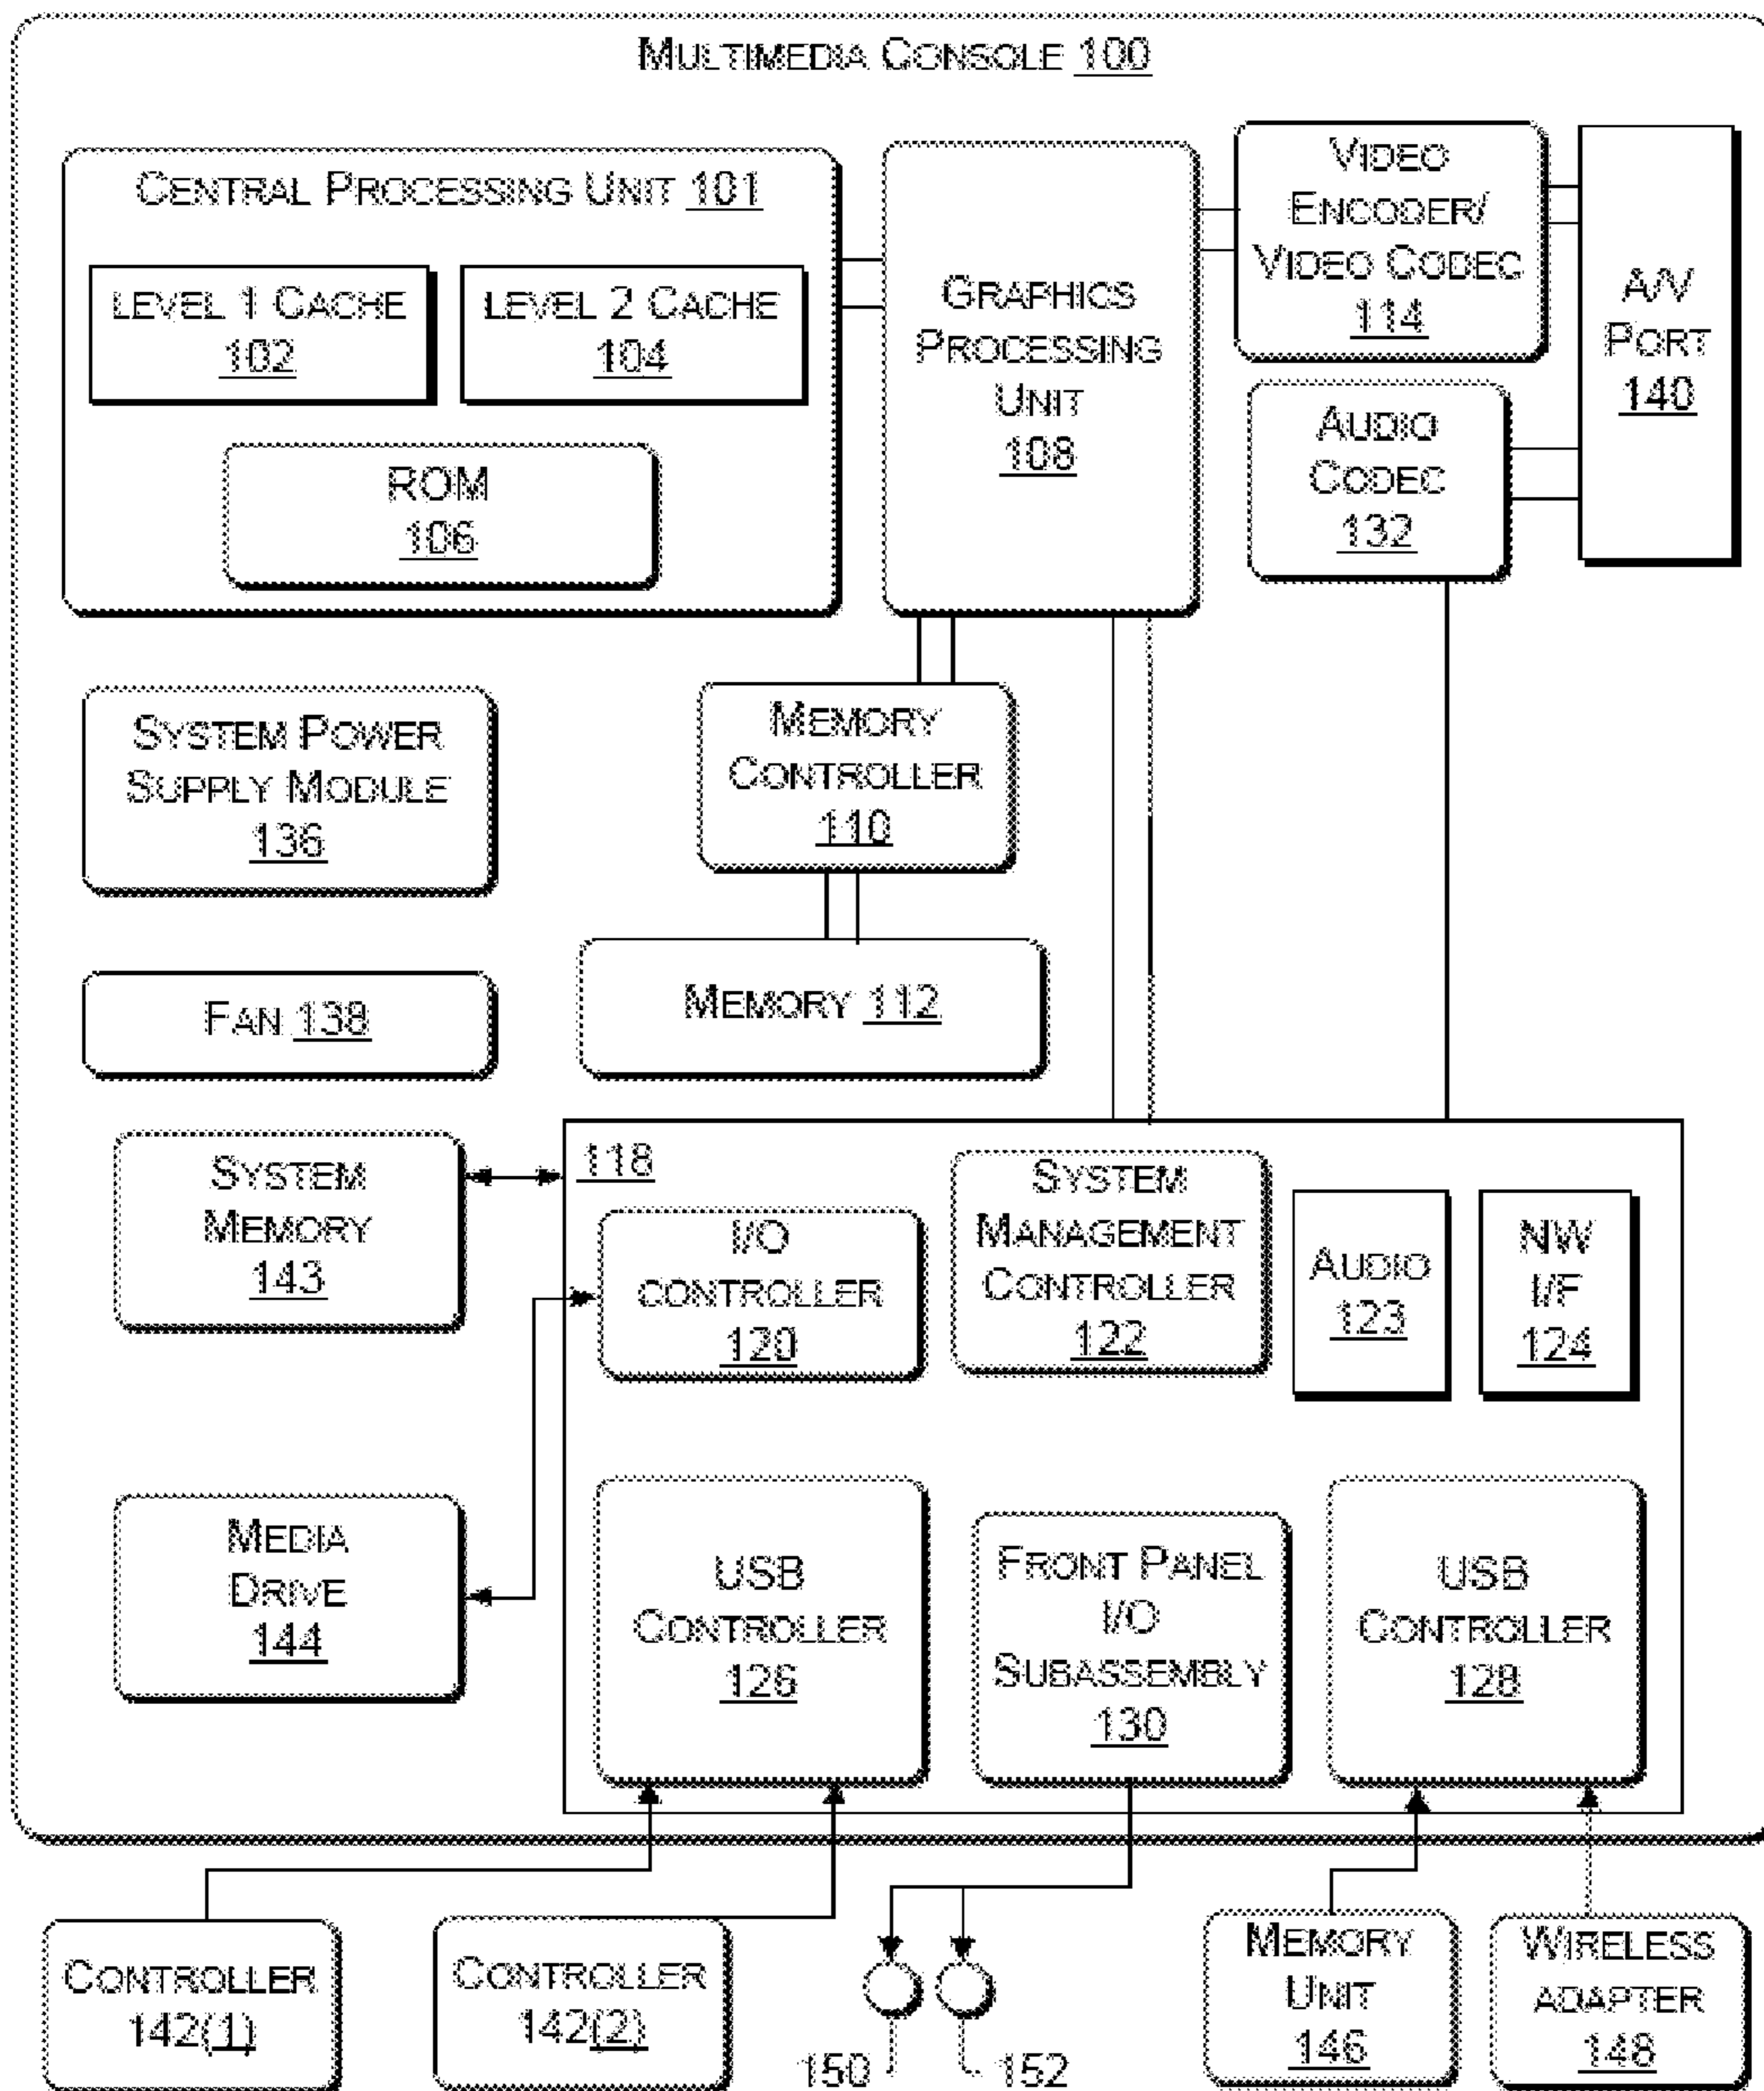 MULTIMEDIA CONSOLE 100
CENTRAL PROCESSING UNIT 101
LEVEL 1 CACHE
102
LEVEL 2 CACHE
104
ROM
106
GRAPHICS
PROCESSING
UNIT
108
VIDEO
ENCODER/
VIDEO CODEC
114
A/V
PORT
140
AUDIO
CODEC
132
SYSTEM POWER
SUPPLY MODULE
136
MEMORY
CONTROLLER
110
FAN 138
MEMORY 112
SYSTEM
MEMORY
143
118
I/O
CONTROLLER
120
SYSTEM
MANAGEMENT
CONTROLLER
122
AUDIO
123
NW
I/F
124
MEDIA
DRIVE
144
USB
CONTROLLER
126
FRONT PANEL
I/O
SUBASSEMBLY
130
USB
CONTROLLER
128
CONTROLLER
142(1)
CONTROLLER
142(2)
150
152
MEMORY
UNIT
146
WIRELESS
ADAPTER
148